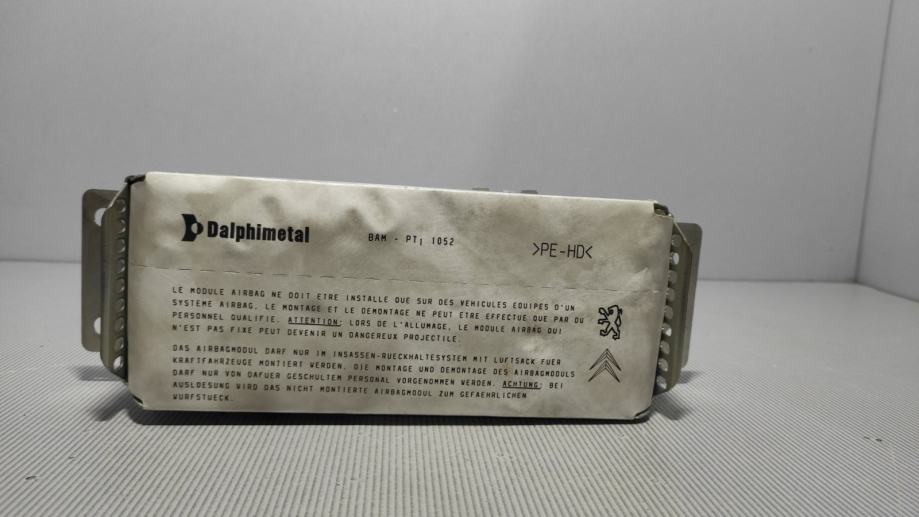 Dalphimetal
BAM - PTI 1052
>PE-HD<
LE MODULE AIRBAG NE DOIT ETRE INSTALLE QUE SUR DES VEHICULES EQUIPES D'UN
SYSTEME AIRBAG. LE MONTAGE ET LE DEMONTAGE NE PEUT ETRE EFFECTUE QUE PAR DU
PERSONNEL QUALIFIE. ATTENTION: LORS DE L'ALLUMAGE, LE MODULE AIRBAG QUI
N'EST PAS FIXE PEUT DEVENIR UN DANGEREUX PROJECTILE.
DAS AIRBAGMODUL DARF NUR IM INSASSEN-RUECKHALTESYSTEM MIT LUFTSACK FUER
KRAFTFAHRZEUGE MONTIERT WERDEN. DIE MONTAGE UND DEMONTAGE DES AIRBAGMODULS
DARF NUR VON DAFUER GESCHULTEM PERSONAL VORGENOMMEN WERDEN. ACHTUNG: BEI
AUSLOESUNG WIRD DAS NICHT MONTIERTE AIRBAGMODUL ZUM GEFAEHRLICHEN
WURFSTUECK.